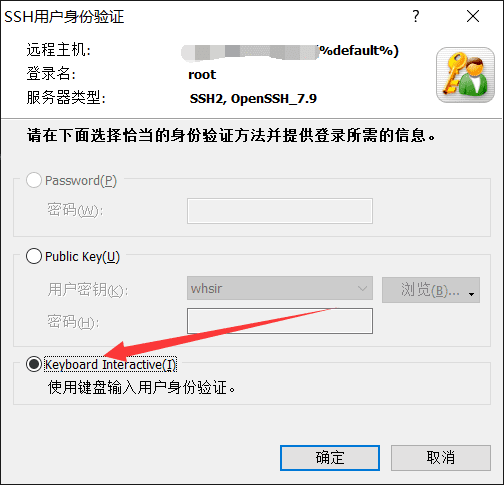 SSH用户身份验证
远程主机: (%default%)
登录名: root
服务器类型: SSH2, OpenSSH_7.9
请在下面选择恰当的身份验证方法并提供登录所需的信息。
Password(P)
密码(W):
Public Key(U)
用户密钥(K): whsir 浏览(B)...
密码(H):
Keyboard Interactive(I)
使用键盘输入用户身份验证。
确定 取消